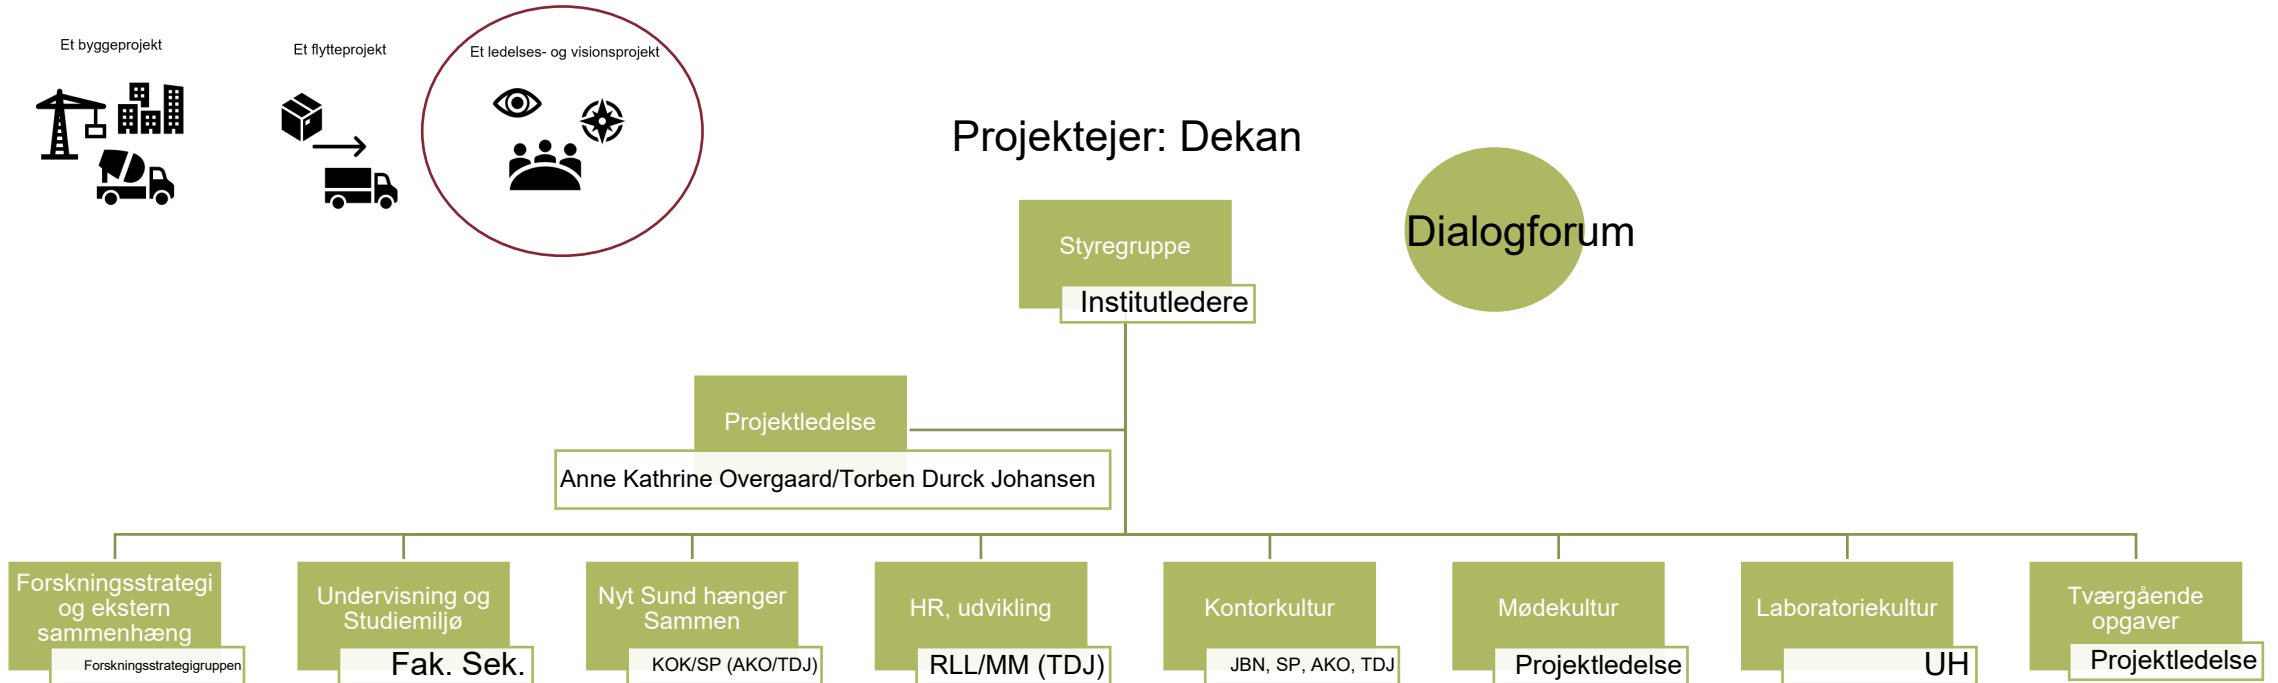 Et byggeprojekt
Et flytteprojekt
Et ledelses- og visionsprojekt
Projektejer: Dekan
Dialogforum
Styregruppe
Institutledere
Projektledelse
Anne Kathrine Overgaard/Torben Durck Johansen
Forskningsstrategi
og ekstern
sammenhæng
Forskningsstrategigruppen
Undervisning og
Studiemiljø
Fak. Sek.
Nyt Sund hænger
Sammen
KOK/SP (AKO/TDJ)
HR, udvikling
RLL/MM (TDJ)
Kontorkultur
JBN, SP, AKO, TDJ
Mødekultur
Projektledelse
Laboratoriekultur
UH
Tværgående
opgaver
Projektledelse